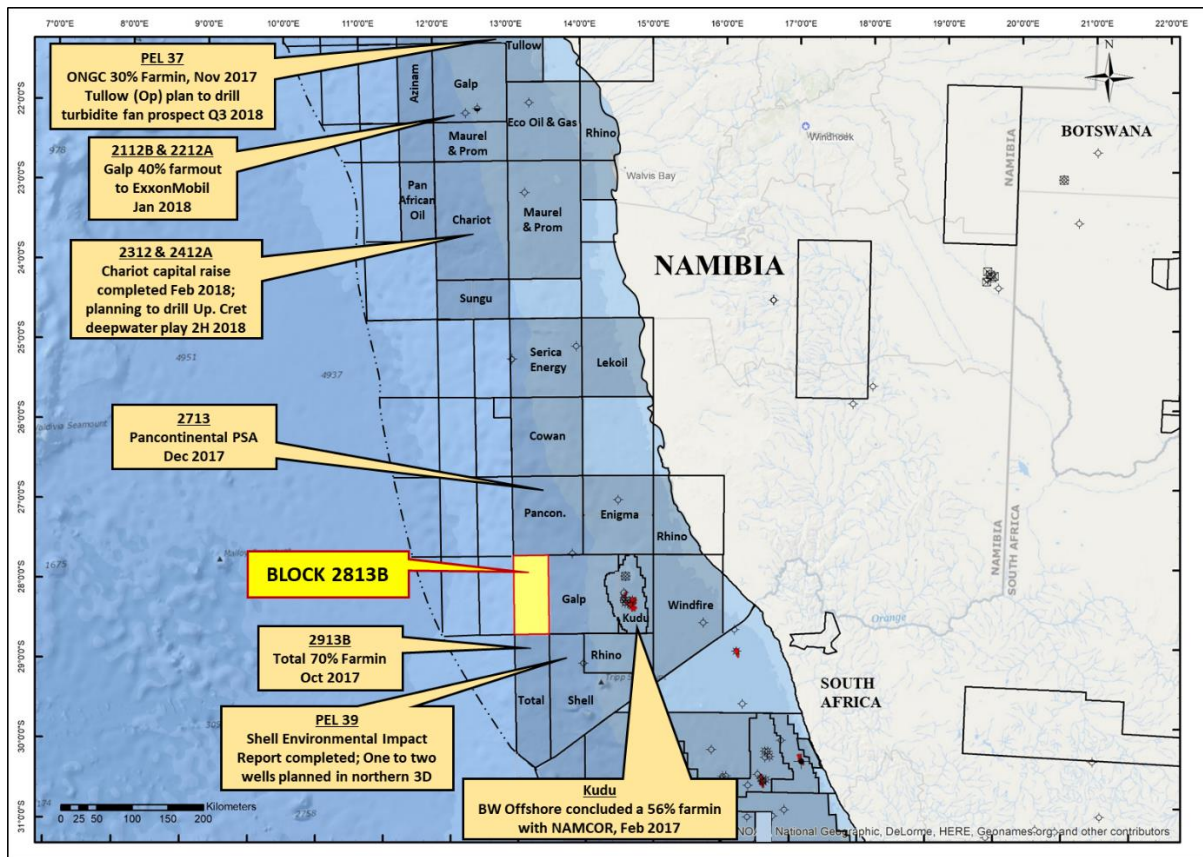 7°0'0"E 8°0'0"E 9°0'0"E 10°0'0"E 11°0'0"E 12°0'0"E 13°0'0"E 14°0'0"E 15°0'0"E 16°0'0"E 17°0'0"E 18°0'0"E 19°0'0"E 20°0'0"E 21°0'0"E 22°0'0"E
22°0'0"S
23°0'0"S
24°0'0"S
25°0'0"S
26°0'0"S
27°0'0"S
28°0'0"S
29°0'0"S
30°0'0"S
31°0'0"S
N
PEL 37
ONGC 30% Farmin, Nov 2017
Tullow (Op) plan to drill
turbidite fan prospect Q3 2018
2112B & 2212A
Galp 40% farmout
to ExxonMobil
Jan 2018
2312 & 2412A
Chariot capital raise
completed Feb 2018;
planning to drill Up. Cret
deepwater play 2H 2018
2713
Pancontinental PSA
Dec 2017
BLOCK 2813B
2913B
Total 70% Farmin
Oct 2017
PEL 39
Shell Environmental Impact
Report completed; One to two
wells planned in northern 3D
Kudu
BW Offshore concluded a 56% farmin
with NAMCOR, Feb 2017
Tullow
Azinam
Galp
Eco Oil & Gas
Rhino
Maurel
& Prom
Pan
African
Oil
Chariot
Maurel
& Prom
Sungu
Serica
Energy
Lekoil
Cowan
Pancon.
Enigma
Rhino
Galp
Kudu
Windfire
Rhino
Total
Shell
Walvis Bay
Windhoek
NAMIBIA
BOTSWANA
NAMIBIA
NAMIBIA
SOUTH AFRICA
Orange
SOUTH
AFRICA
978
4951
4937
1675
2758
Kilometers
0 25 50 100 150 200
National Geographic, DeLorme, HERE, Geonames.org, and other contributors